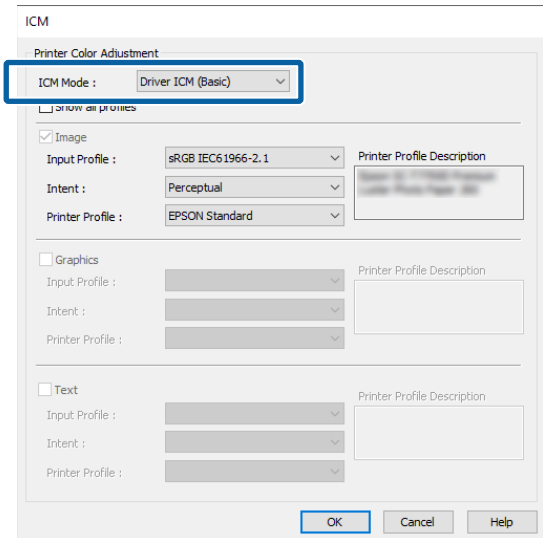 ICM
Printer Color Adjustment
ICM Mode : Driver ICM (Basic)
Show all profiles
Image
Input Profile : sRGB IEC61966-2.1 Printer Profile Description
Intent : Perceptual
Printer Profile : EPSON Standard
Graphics
Input Profile : Printer Profile Description
Intent :
Printer Profile :
Text
Input Profile : Printer Profile Description
Intent :
Printer Profile :
OK Cancel Help